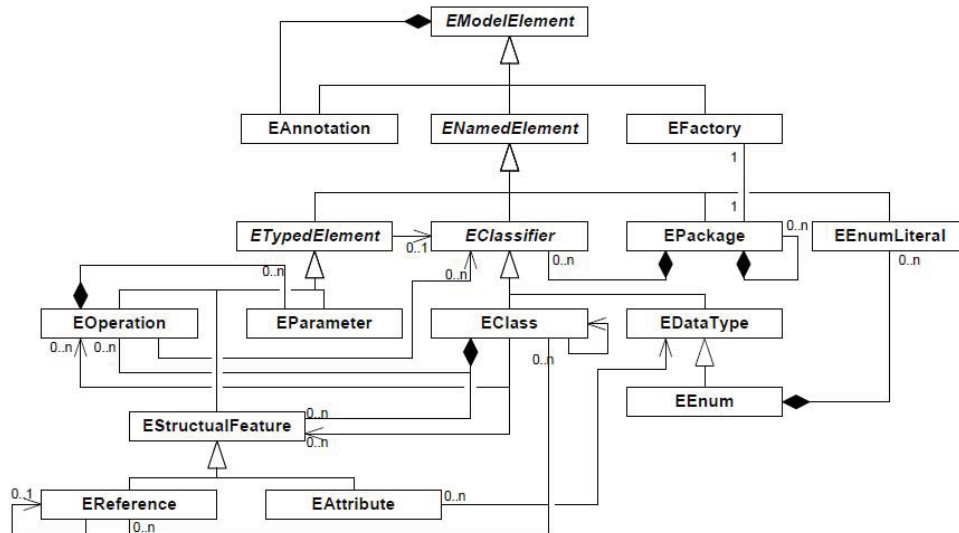 EModelElement
EAnnotation
ENamedElement
EFactory
1
1
ETypedElement
0..1
EClassifier
0..n
EPackage
0..n
EEnumLiteral
0..n
0..n
0..n
EOperation
EParameter
EClass
EDataType
0..n
0..n
0..n
EEnum
0..n
EStructualFeature
0..n
0..1
EReference
EAttribute
0..n
0..n